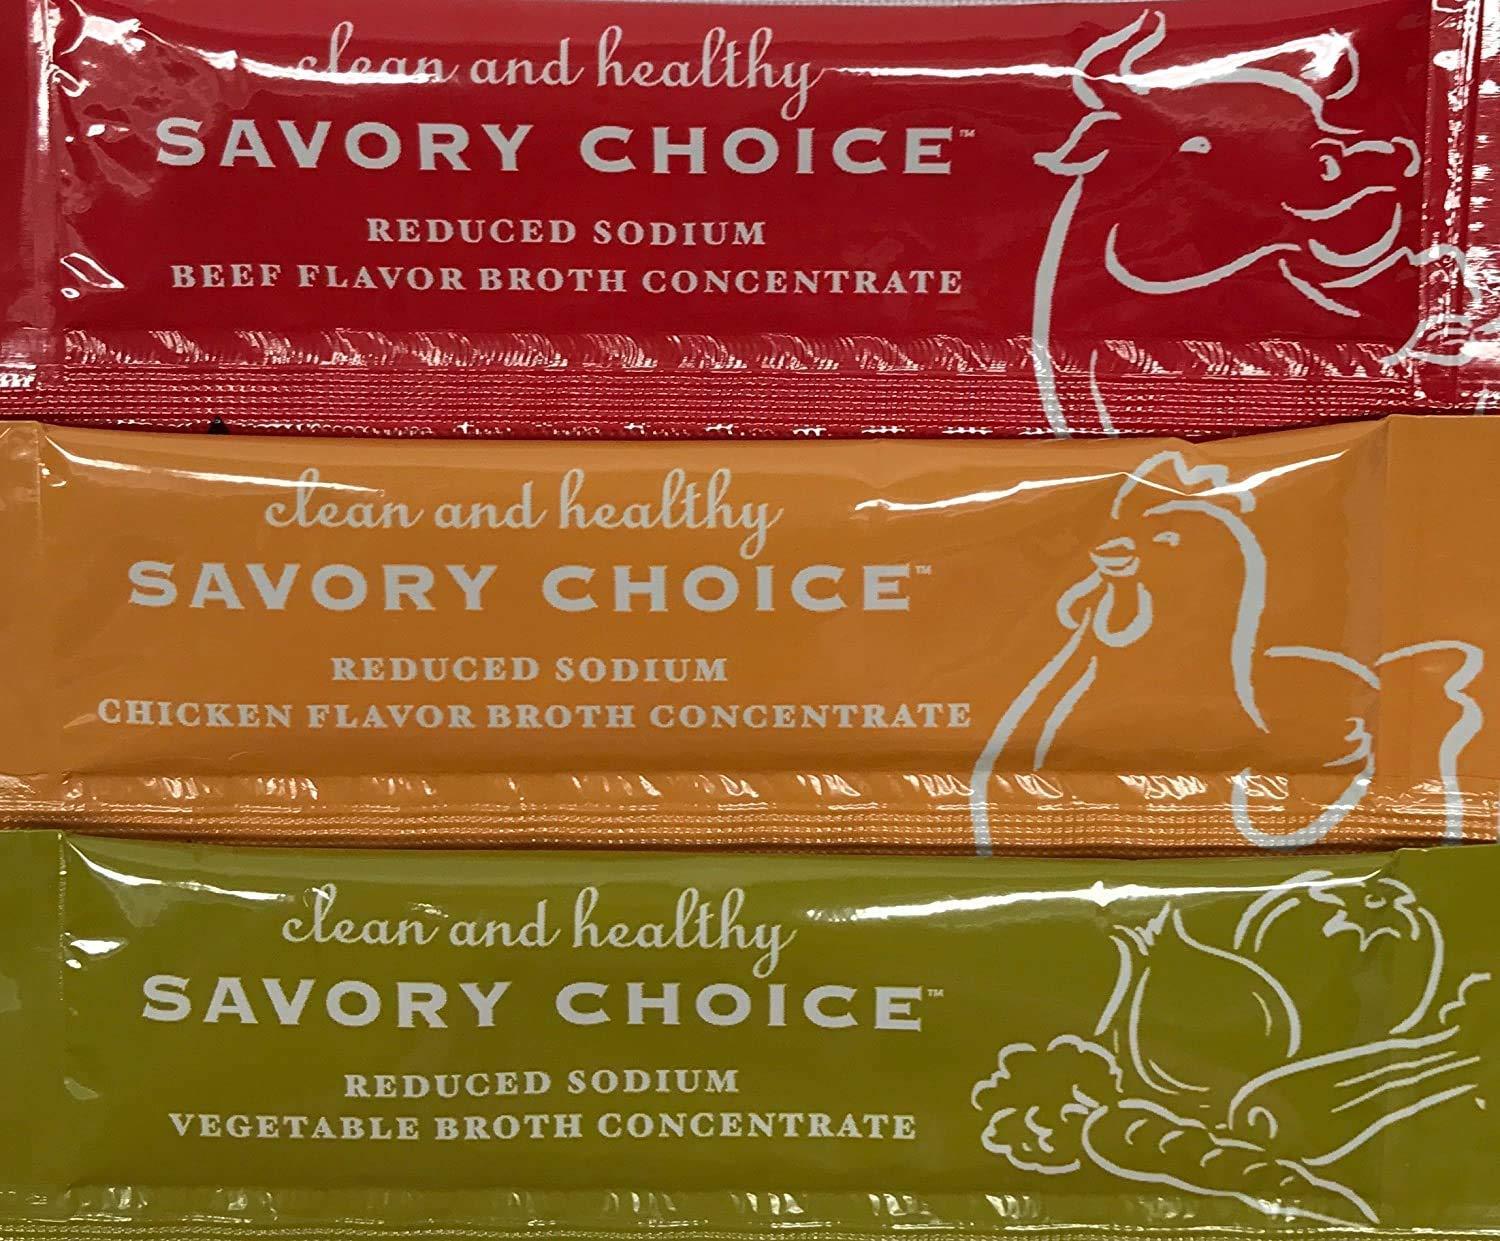 clean and healthy
SAVORY CHOICE™
REDUCED SODIUM
BEEF FLAVOR BROTH CONCENTRATE
clean and healthy
SAVORY CHOICE™
REDUCED SODIUM
CHICKEN FLAVOR BROTH CONCENTRATE
clean and healthy
SAVORY CHOICE™
REDUCED SODIUM
VEGETABLE BROTH CONCENTRATE